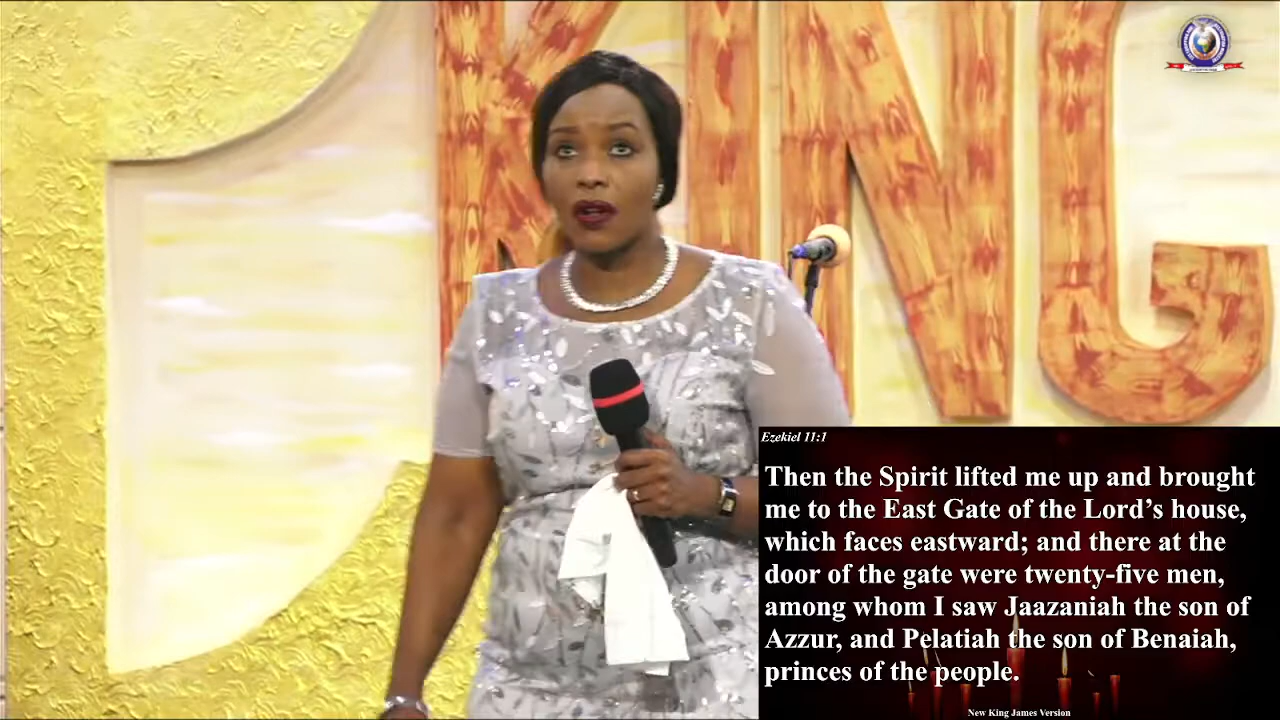 KING
Ezekiel 11:1
Then the Spirit lifted me up and brought
me to the East Gate of the Lord’s house,
which faces eastward; and there at the
door of the gate were twenty-five men,
among whom I saw Jaazaniah the son of
Azzur, and Pelatiah the son of Benaiah,
princes of the people.
New King James Version